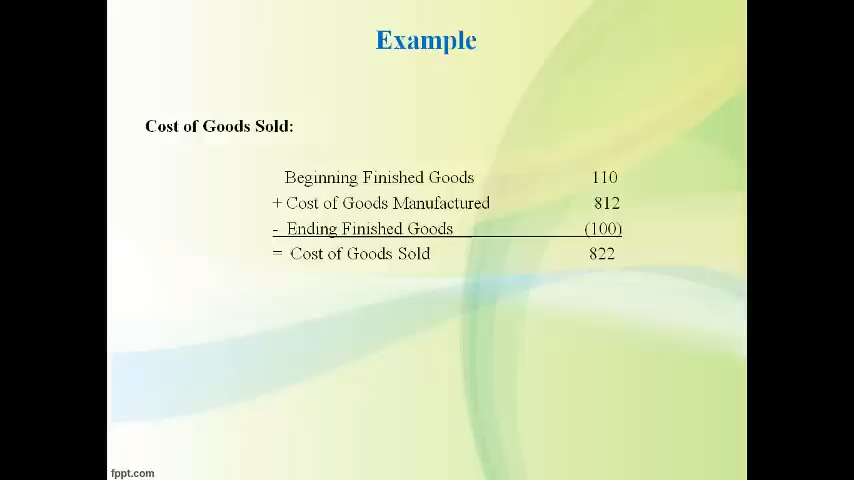 Example
Cost of Goods Sold:
Beginning Finished Goods 110
+ Cost of Goods Manufactured 812
- Ending Finished Goods (100)
= Cost of Goods Sold 822
fppt.com